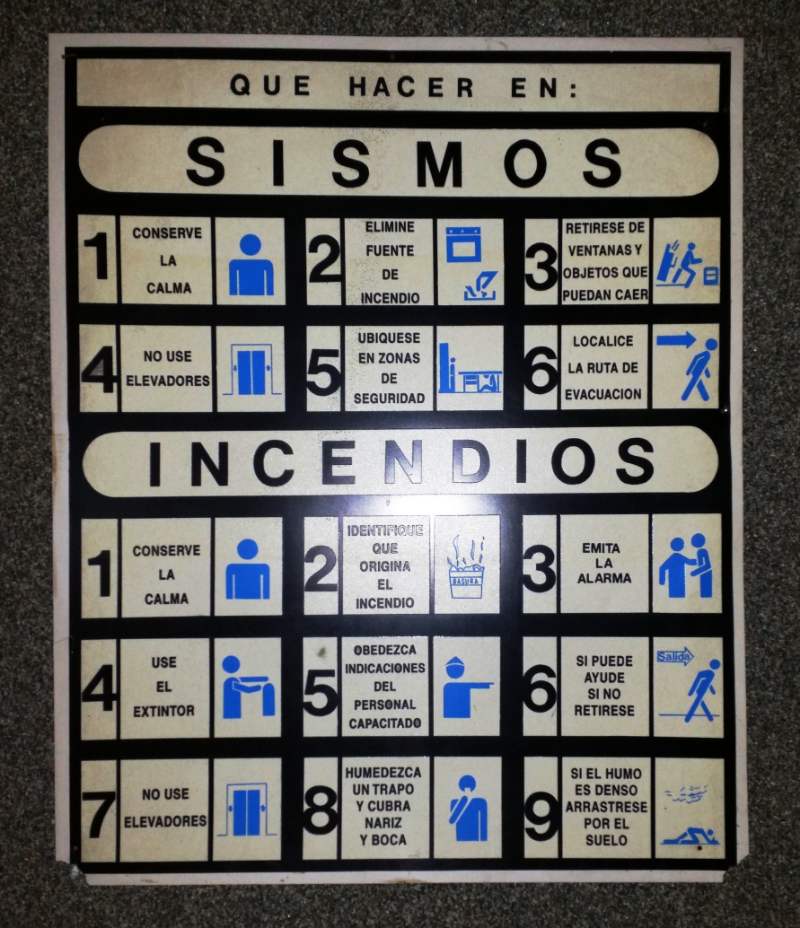 QUE HACER EN:
SISMOS
1
CONSERVE
LA
CALMA
2
ELIMINE
FUENTE
DE
INCENDIO
3
RETIRESE DE
VENTANAS Y
OBJETOS QUE
PUEDAN CAER
4
NO USE
ELEVADORES
5
UBIQUESE
EN ZONAS
DE
SEGURIDAD
6
LOCALICE
LA RUTA DE
EVACUACION
INCENDIOS
1
CONSERVE
LA
CALMA
2
IDENTIFIQUE
QUE
ORIGINA
EL
INCENDIO
BASURA
3
EMITA
LA
ALARMA
4
USE
EL
EXTINTOR
5
OBEDEZCA
INDICACIONES
DEL
PERSONAL
CAPACITADO
6
SI PUEDE
AYUDE
SI NO
RETIRESE
Salida
7
NO USE
ELEVADORES
8
HUMEDEZCA
UN TRAPO
Y CUBRA
NARIZ
Y BOCA
9
SI EL HUMO
ES DENSO
ARRASTRESE
POR EL
SUELO